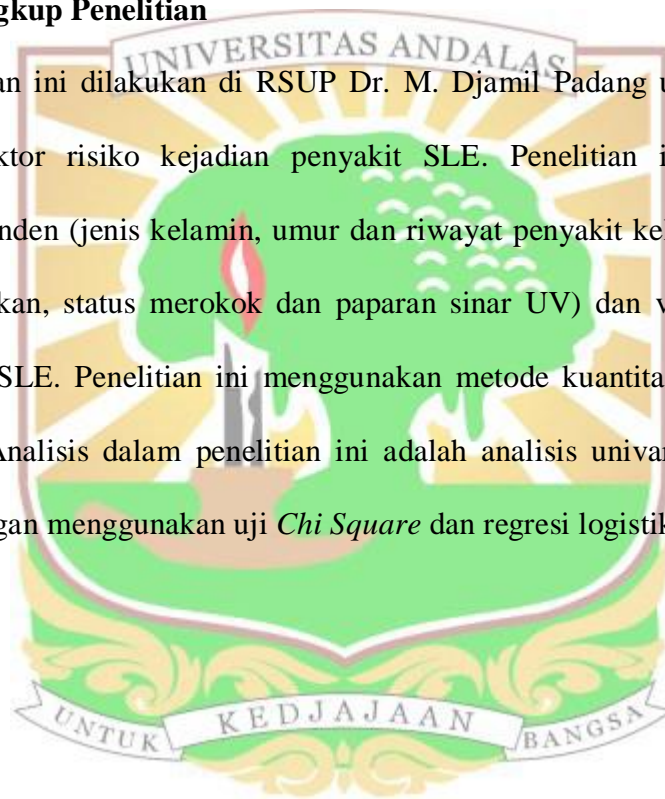 gkup Penelitian
UNIVERSITAS ANDALAS
an ini dilakukan di RSUP Dr. M. Djamil Padang u
ktor risiko kejadian penyakit SLE. Penelitian i
nden (jenis kelamin, umur dan riwayat penyakit ke
kan, status merokok dan paparan sinar UV) dan v
SLE. Penelitian ini menggunakan metode kuantita
Analisis dalam penelitian ini adalah analisis univa
gan menggunakan uji Chi Square dan regresi logistik
UNTUK KEDJAJAAN BANGSA